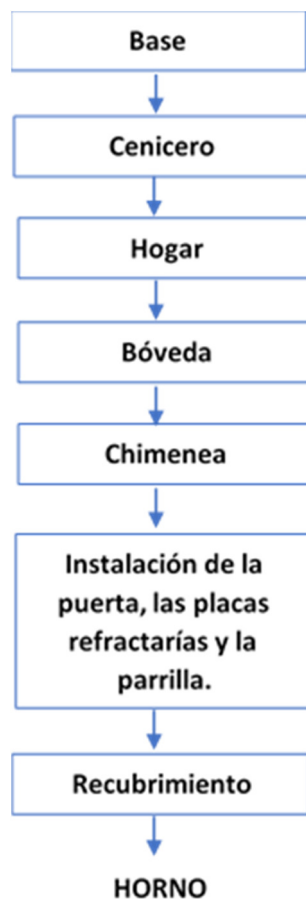 Base
Cenicero
Hogar
Bóveda
Chimenea
Instalación de la
puerta, las placas
refractarías y la
parrilla.
Recubrimiento
HORNO